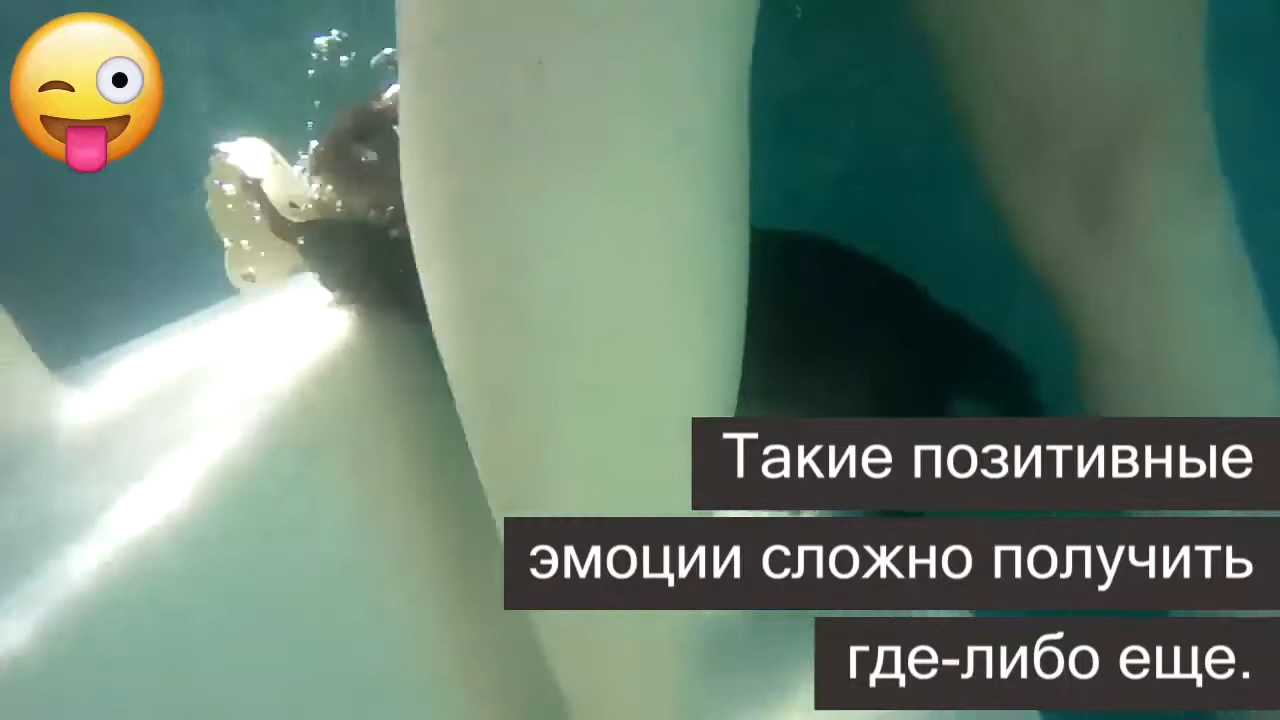 Такие позитивные
эмоции сложно получить
где-либо еще.